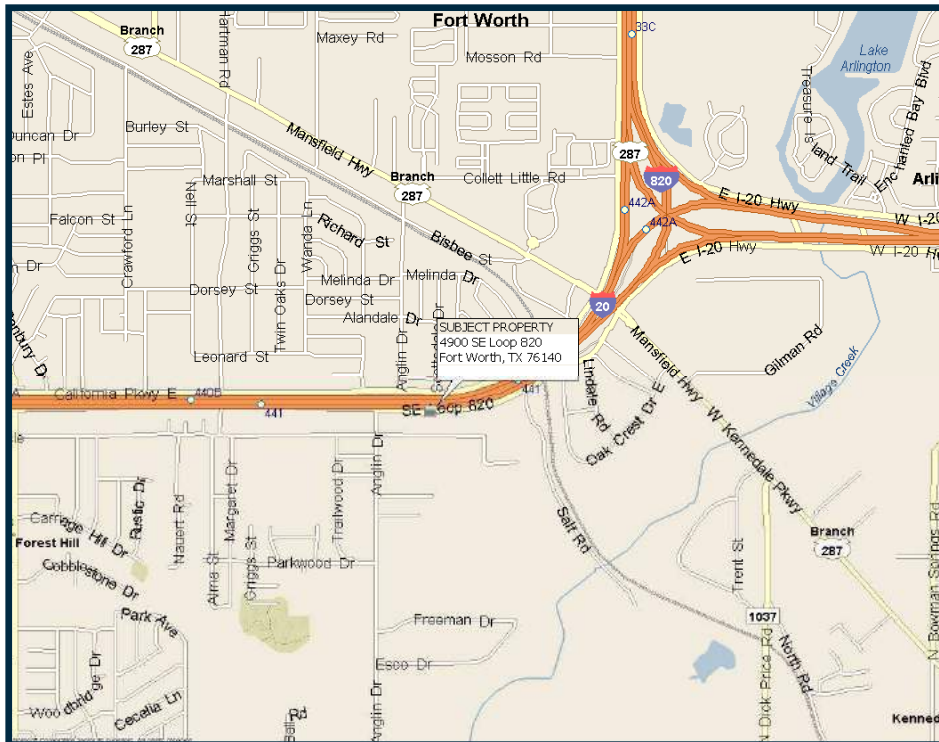 Fort Worth
Branch
287
Hartman Rd
Maxey Rd
Mosson Rd
33C
Lake
Arlington
Estes Ave
Treasure Is
land Trail
Enchanted Bay Blvd
Burley St
Duncan Dr
Mansfield Hwy
287
820
Branch
287
Collett Little Rd
Marshall St
Nell St
E I-20 Hwy
W I-20
442A
442A
Falcon St
Crawford Ln
Griggs St
Wanda Ln
Richard St
Bisbee St
E I-20 Hwy
W I-20
Melinda Dr
Melinda Dr
Dorsey St
Dorsey St
Twin Oaks Dr
Alandale Dr
20
SUBJECT PROPERTY
4900 SE Loop 820
Fort Worth, TX 76140
Leonard St
Anglin Dr
Mansfield Hwy
Gilman Rd
Village Creek
Lindale Rd
Oak Crest Dr E
California Pkwy E
440B
441
441
SE Loop 820
W Kennedale Pkwy
Rustic Dr
Nauert Rd
Margaret Dr
Trailwood Dr
Anglin Dr
Salt Rd
Carriage Hill Dr
Forest Hill
Cobblestone Dr
Alma St
Griggs St
Parkwood Dr
Trent St
Branch
287
N Bowman Springs Rd
Park Ave
Freeman Dr
1037
Esco Dr
North Rd
N Dick Price Rd
Woodbridge Dr
Cecelia Ln
Rd
Anglin Dr